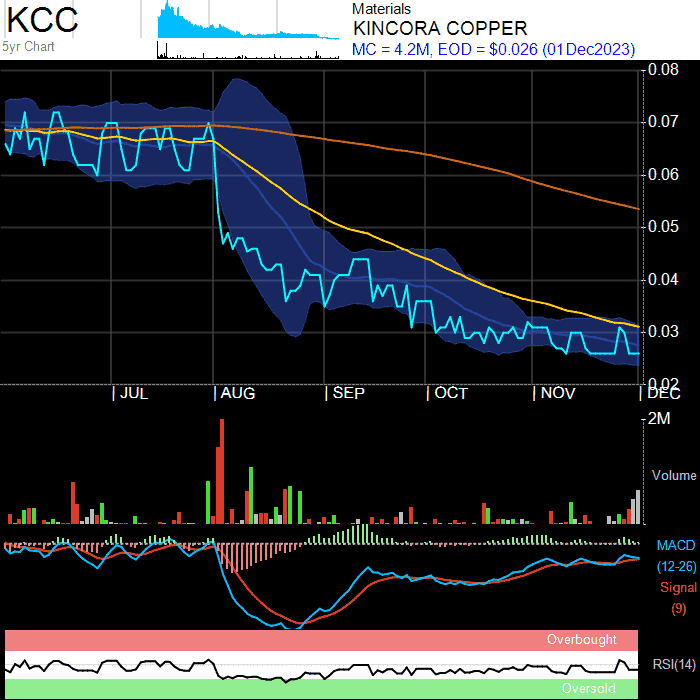 KCC
5yr Chart
Materials
KINCORA COPPER
MC = 4.2M, EOD = $0.026 (01Dec2023)
0.08
0.07
0.06
0.05
0.04
0.03
0.02
JUL AUG SEP OCT NOV DEC
2M
Volume
MACD
(12-26)
Signal
(9)
Overbought
RSI(14)
Oversold